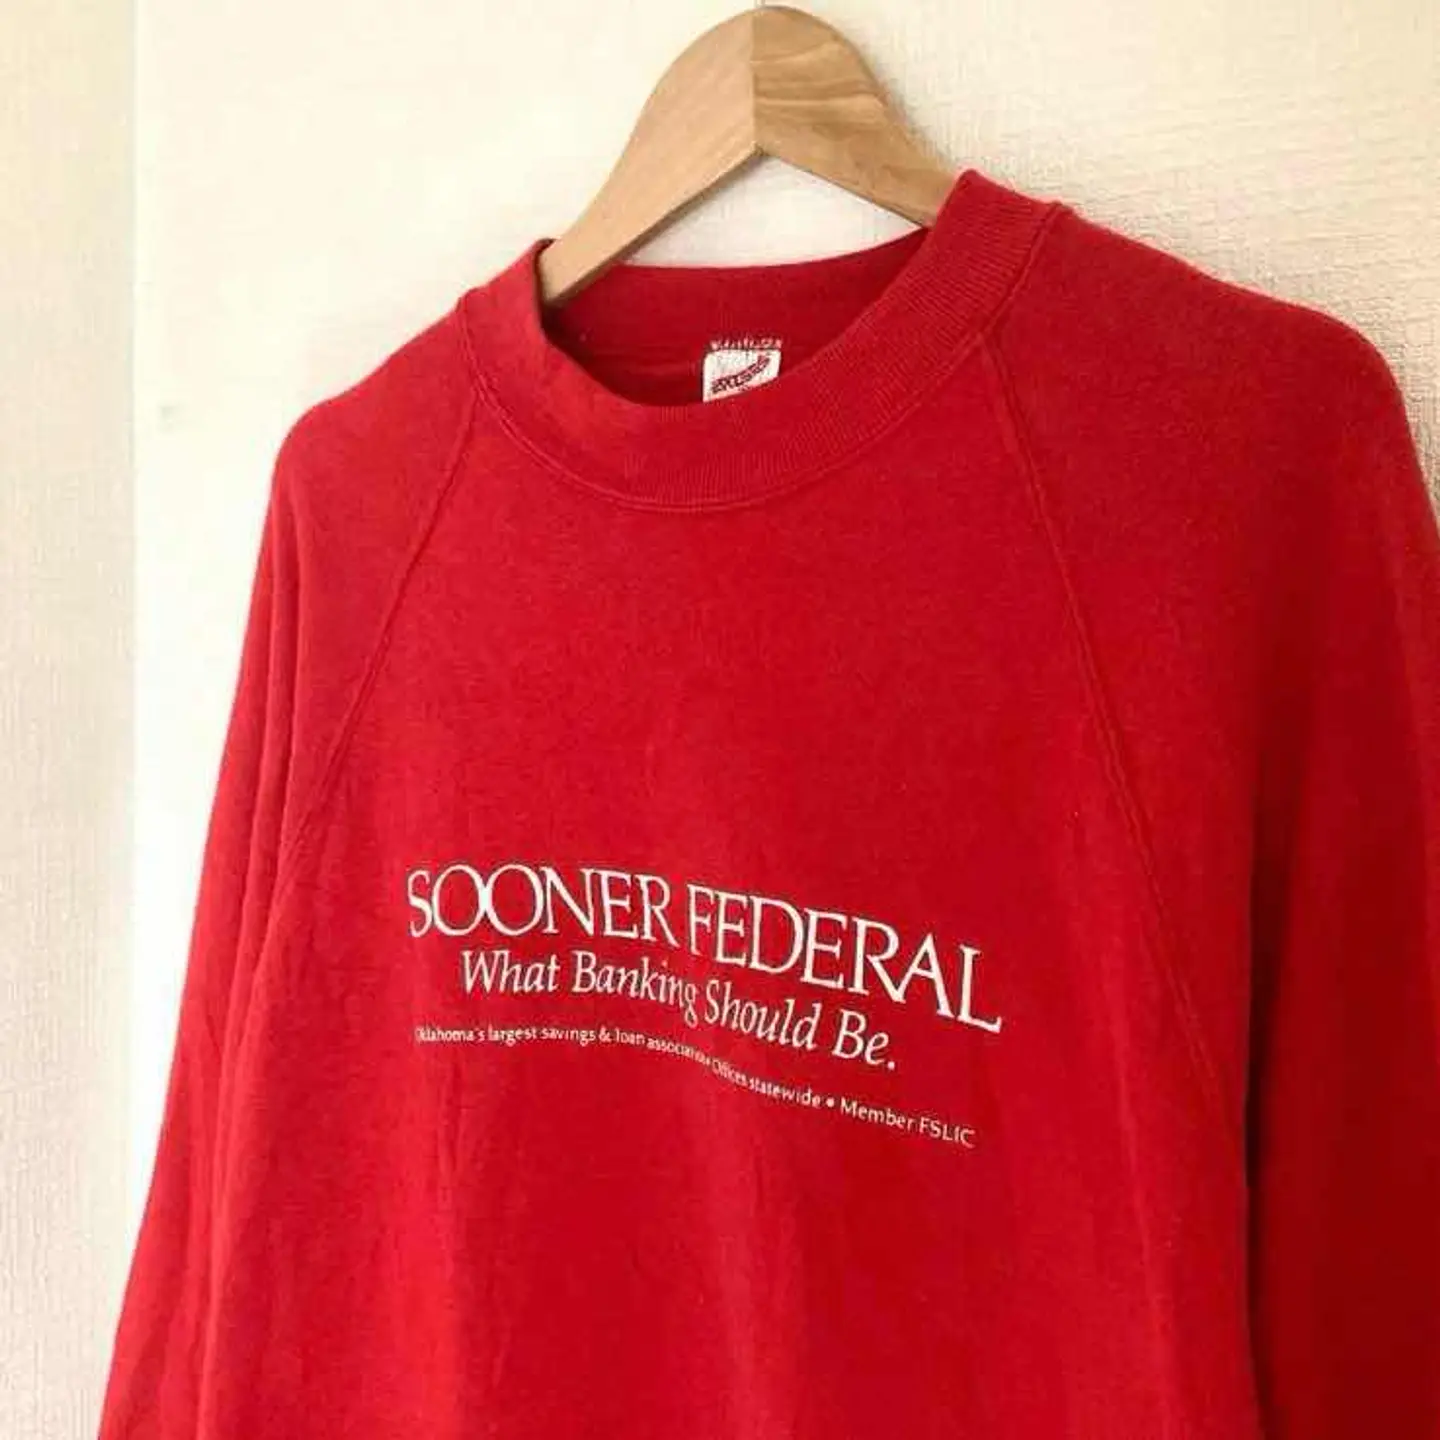 SOONER FEDERAL
What Banking Should Be.
Oklahoma's largest savings & loan association • Offices statewide • Member FSLIC